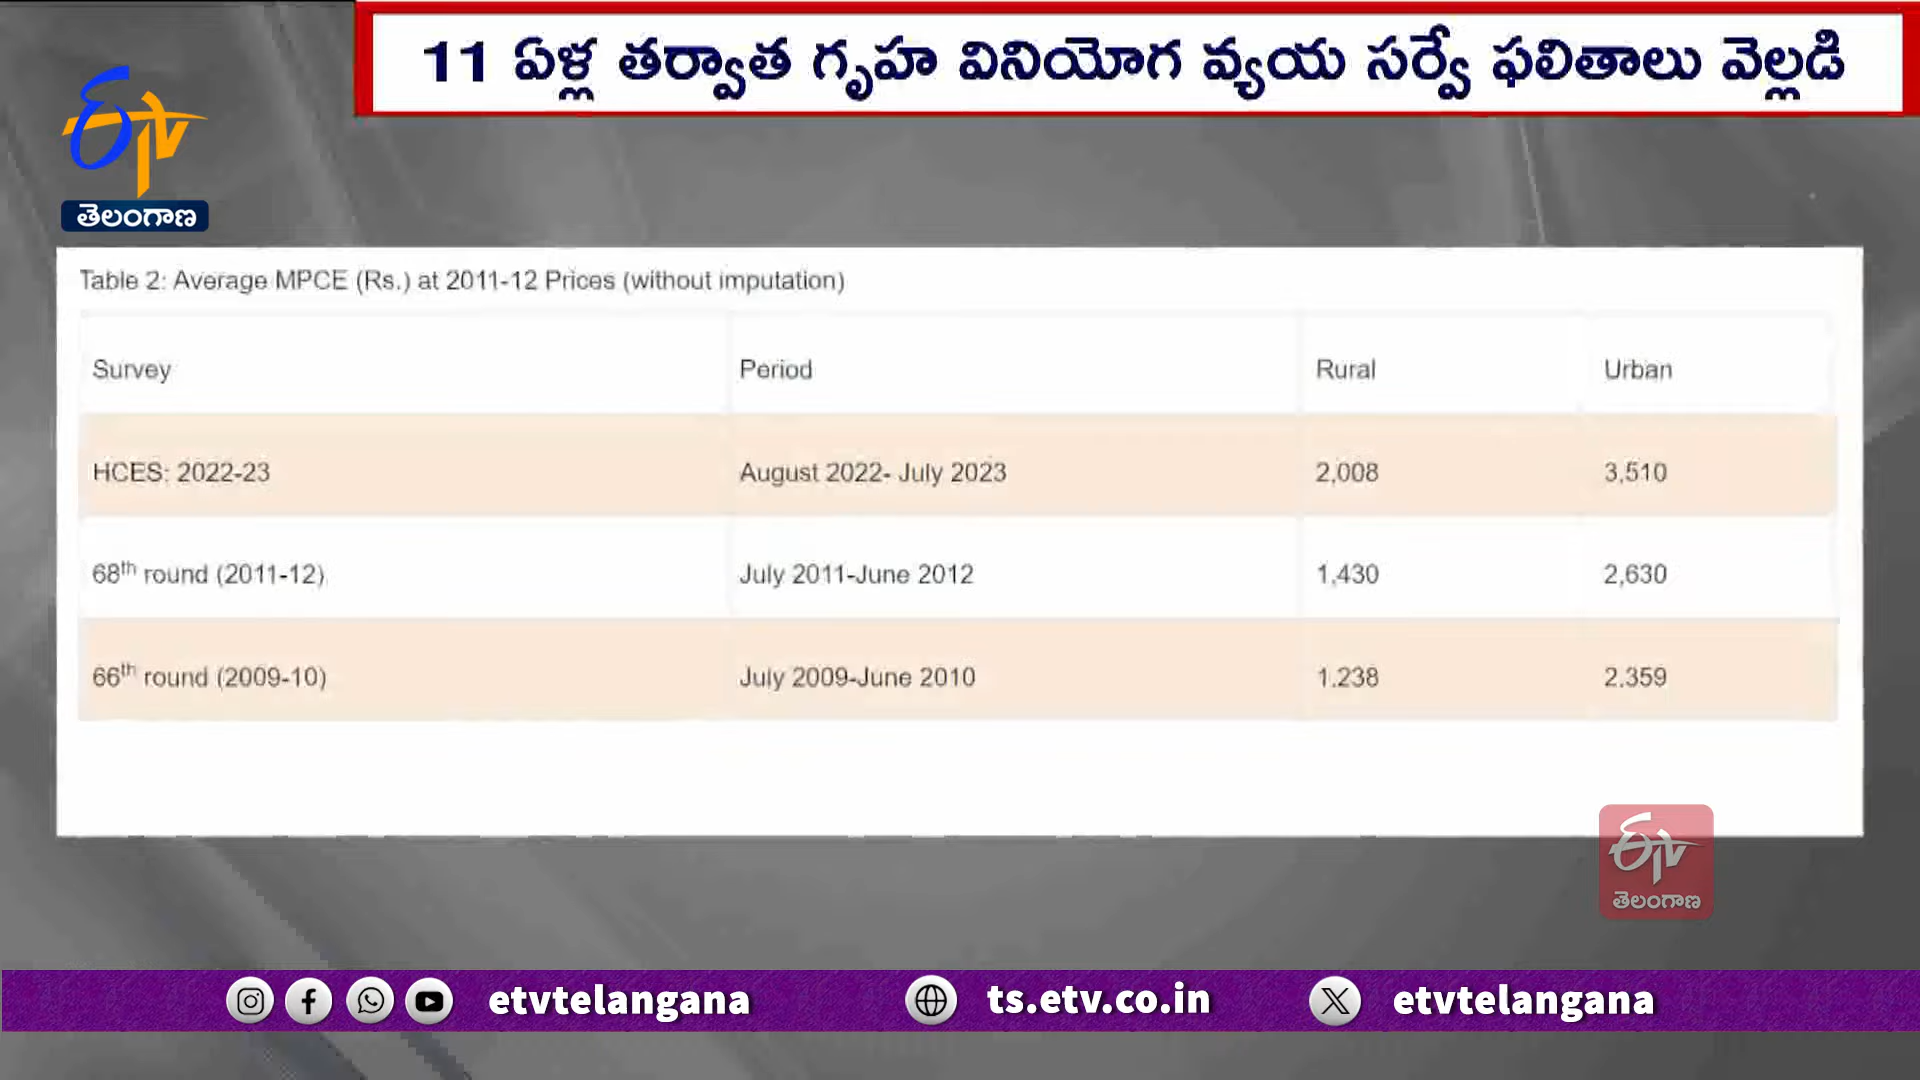 11 ఏళ్ల తర్వాత గృహ వినియోగ వ్యయ సర్వే ఫలితాలు వెల్లడి
ETV
తెలంగాణ
Table 2: Average MPCE (Rs.) at 2011-12 Prices (without imputation)
Survey Period Rural Urban
HCES: 2022-23 August 2022- July 2023 2,008 3,510
68th round (2011-12) July 2011-June 2012 1,430 2,630
66th round (2009-10) July 2009-June 2010 1.238 2.359
ETV
తెలంగాణ
etvtelangana ts.etv.co.in etvtelangana